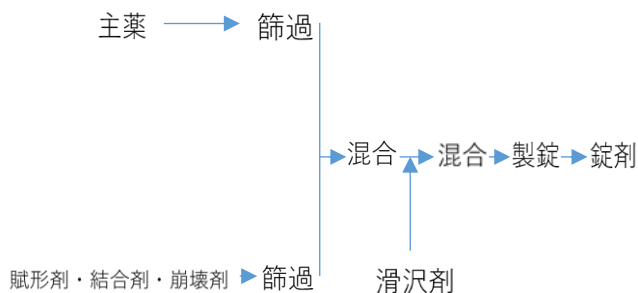 主薬 篩過
混合 混合 製錠 錠剤
賦形剤・結合剤・崩壊剤 篩過 滑沢剤